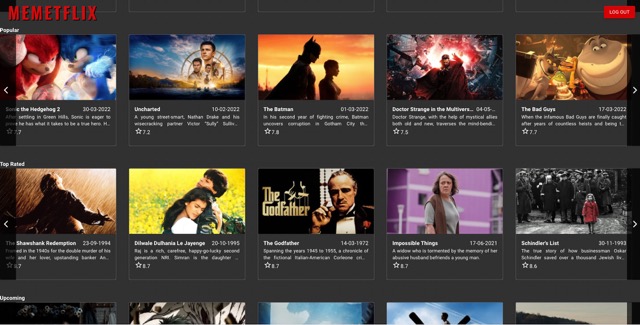 MEMETFLIX
LOG OUT
Popular
Sonic the Hedgehog 2 30-03-2022
After settling in Green Hills, Sonic is eager to
prove he has what it takes to be a true hero. H...
7.7
Uncharted 10-02-2022
A young street-smart, Nathan Drake and his
wisecracking partner Victor "Sully" Sulliv...
7.2
The Batman 01-03-2022
In his second year of fighting crime, Batman
uncovers corruption in Gotham City th...
7.8
Doctor Strange in the Multivers... 04-05-...
Doctor Strange, with the help of mystical allies
both old and new, traverses the mind-bendi...
7.5
The Bad Guys 17-03-2022
When the infamous Bad Guys are finally caught
after years of countless heists and being t...
7.7
Top Rated
The Shawshank Redemption 23-09-1994
Framed in the 1940s for the double murder of his
wife and her lover, upstanding banker An...
8.7
Dilwale Dulhania Le Jayenge 20-10-1995
Raj is a rich, carefree, happy-go-lucky second
generation NRI. Simran is the daughter ...
8.7
The Godfather
The Godfather 14-03-1972
Spanning the years 1945 to 1955, a chronicle of
the fictional Italian-American Corleone cri...
8.7
Impossible Things 17-06-2021
A widow who is tormented by the memory of her
abusive husband befriends a young man.
8.7
Schindler's List 30-11-1993
The true story of how businessman Oskar
Schindler saved over a thousand Jewish liv...
8.6
Upcoming